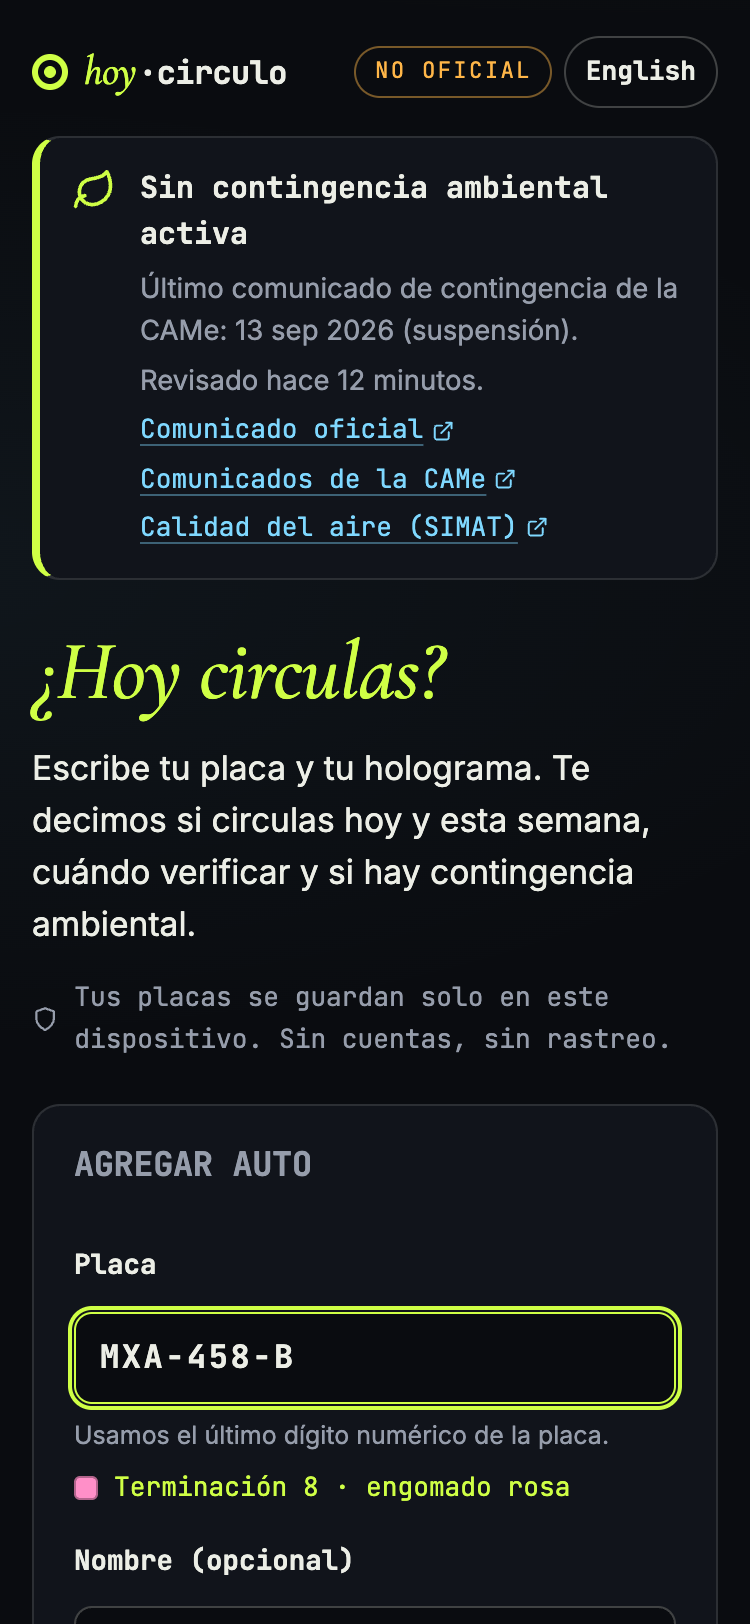 hoy·circulo
NO OFICIAL
English
Sin contingencia ambiental
activa
Último comunicado de contingencia de la
CAMe: 13 sep 2026 (suspensión).
Revisado hace 12 minutos.
Comunicado oficial
Comunicados de la CAMe
Calidad del aire (SIMAT)
¿Hoy circulas?
Escribe tu placa y tu holograma. Te
decimos si circulas hoy y esta semana,
cuándo verificar y si hay contingencia
ambiental.
Tus placas se guardan solo en este
dispositivo. Sin cuentas, sin rastreo.
AGREGAR AUTO
Placa
MXA-458-B
Usamos el último dígito numérico de la placa.
Terminación 8 · engomado rosa
Nombre (opcional)